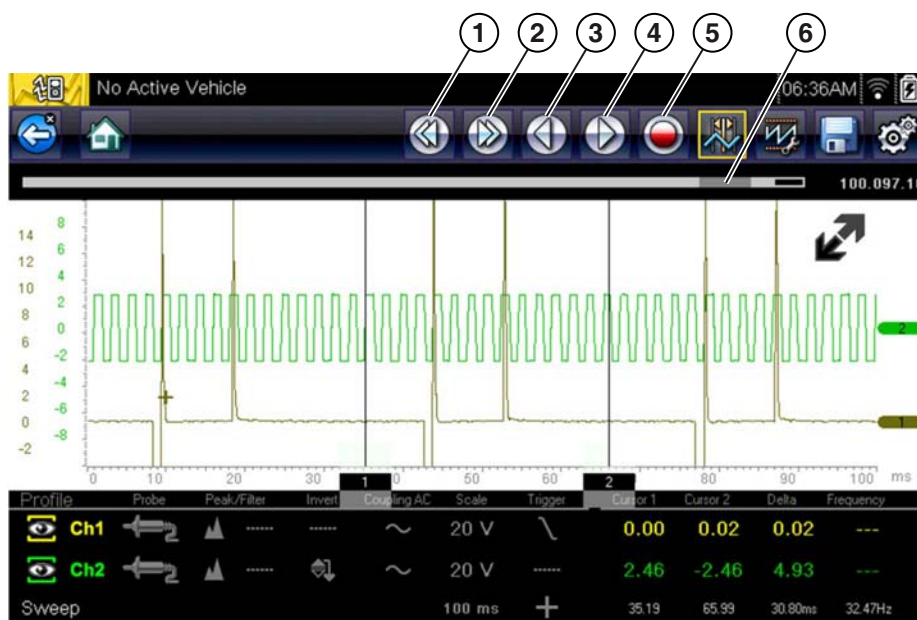 1 2 3 4 5 6
No Active Vehicle 06:36AM
100.097.10
14 8
12 6
10 4
8 2
6 0
4 -2
2 -4
0 -6
-2 -8
2
1
0 10 20 30 40 50 60 80 90 100 ms
1 2
Profile Probe Peak/Filter Invert Coupling AC Scale Trigger Cursor 1 Cursor 2 Delta Frequency
Ch1 ----- ----- 20 V 0.00 0.02 0.02 ---
Ch2 ----- 20 V ----- 2.46 -2.46 4.93 ---
Sweep 100 ms 35.19 65.99 30.80ms 32.47Hz